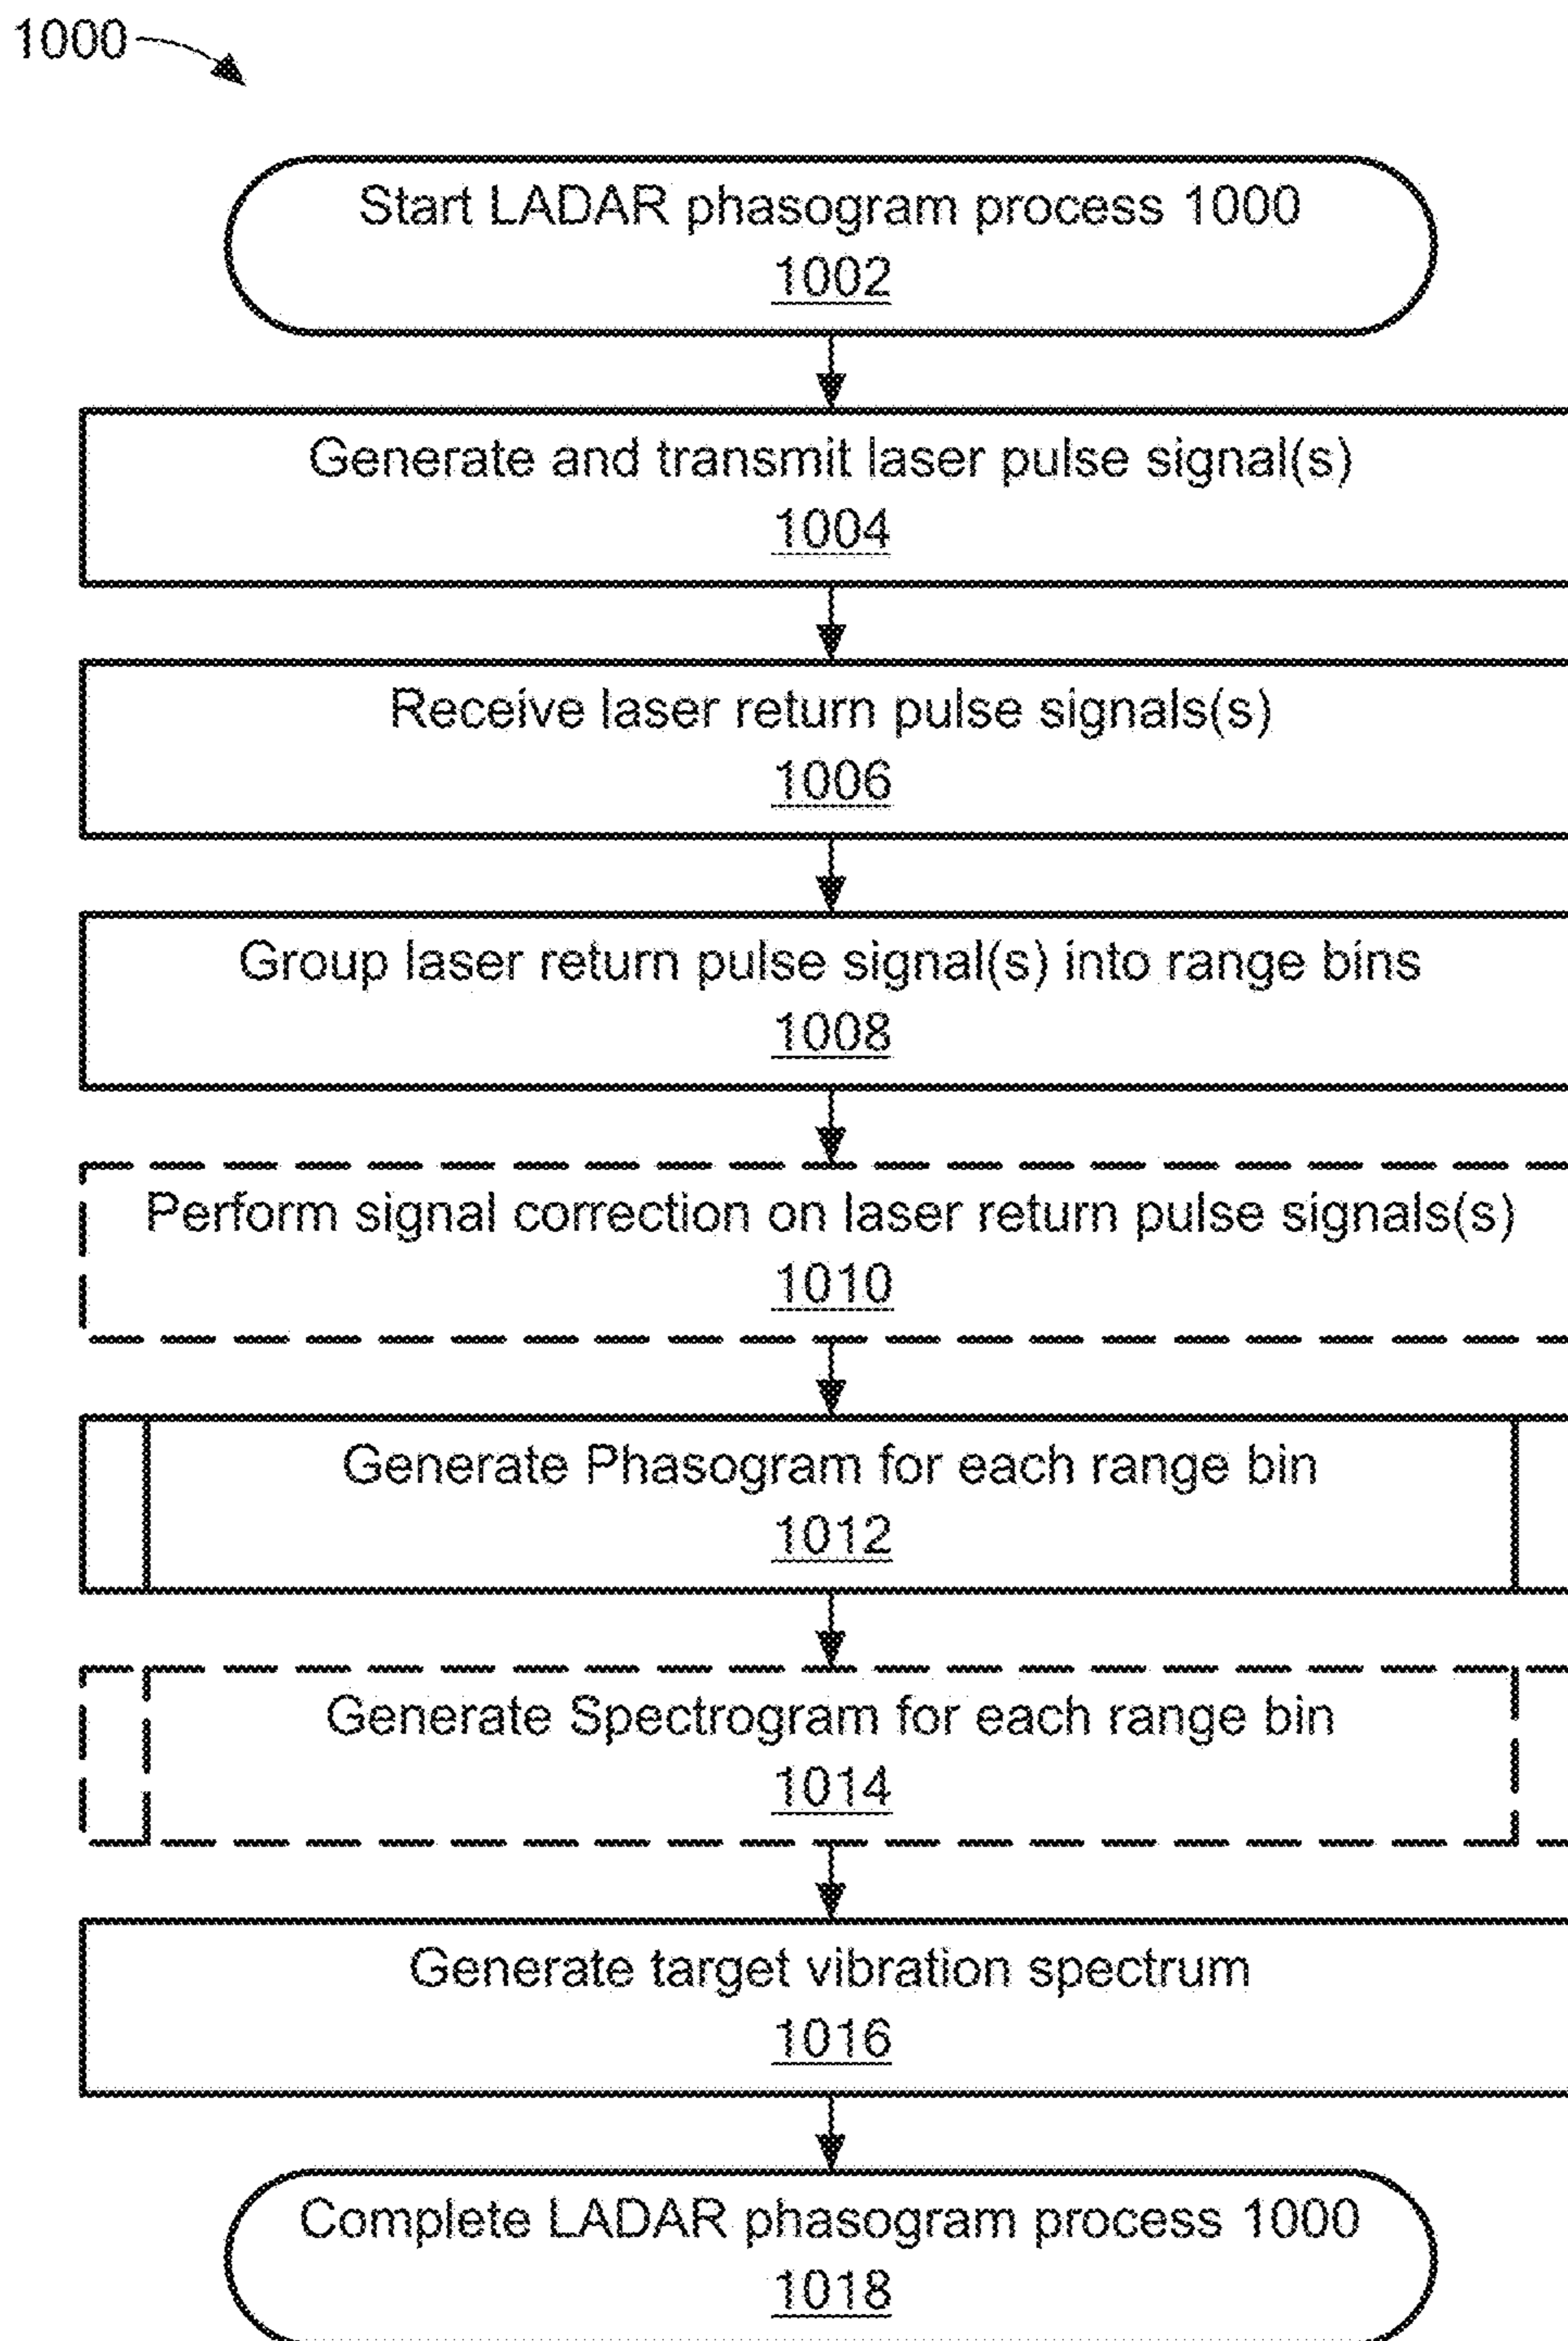 1000
Start LADAR phasogram process 1000
1002
Generate and transmit laser pulse signal(s)
1004
Receive laser return pulse signals(s)
1006
Group laser return pulse signal(s) into range bins
1008
Perform signal correction on laser return pulse signals(s)
1010
Generate Phasogram for each range bin
1012
Generate Spectrogram for each range bin
1014
Generate target vibration spectrum
1016
Complete LADAR phasogram process 1000
1018